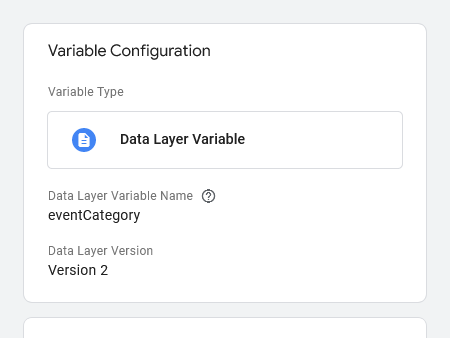 Variable Configuration
Variable Type
Data Layer Variable
Data Layer Variable Name
eventCategory
Data Layer Version
Version 2